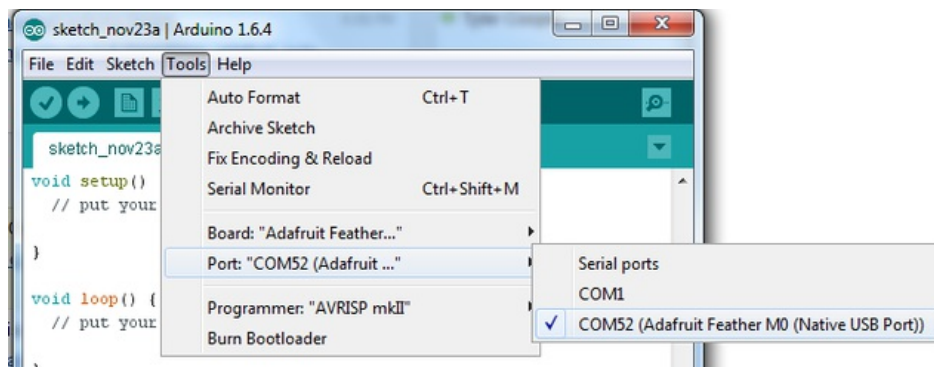 sketch_nov23a | Arduino 1.6.4
File Edit Sketch Tools Help
Auto Format Ctrl+T
Archive Sketch
sketch_nov23a
Fix Encoding & Reload
void setup()
Serial Monitor Ctrl+Shift+M
// put your
Board: "Adafruit Feather..."
}
Port: "COM52 (Adafruit ..."
Serial ports
COM1
void loop() {
Programmer: "AVRISP mkII"
// put your
COM52 (Adafruit Feather M0 (Native USB Port))
Burn Bootloader